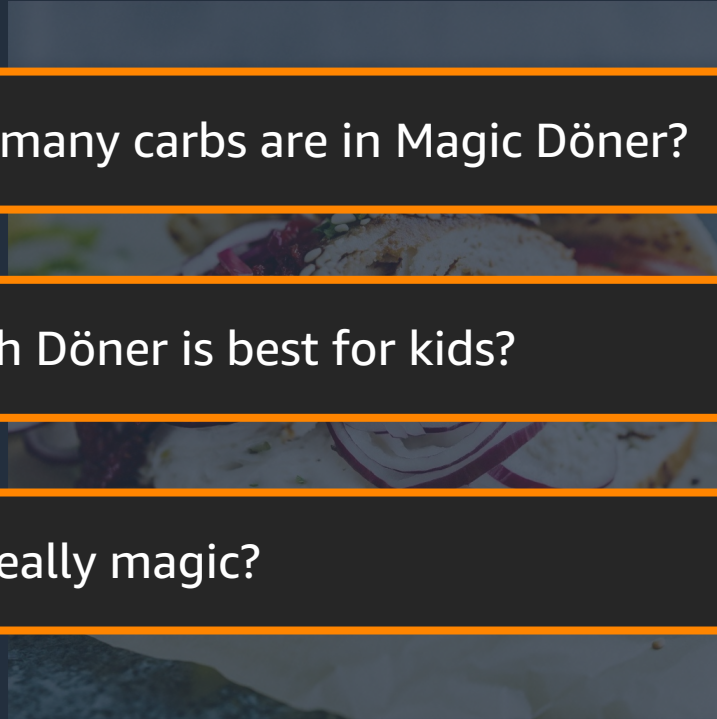 many carbs are in Magic Döner?
h Döner is best for kids?
eally magic?